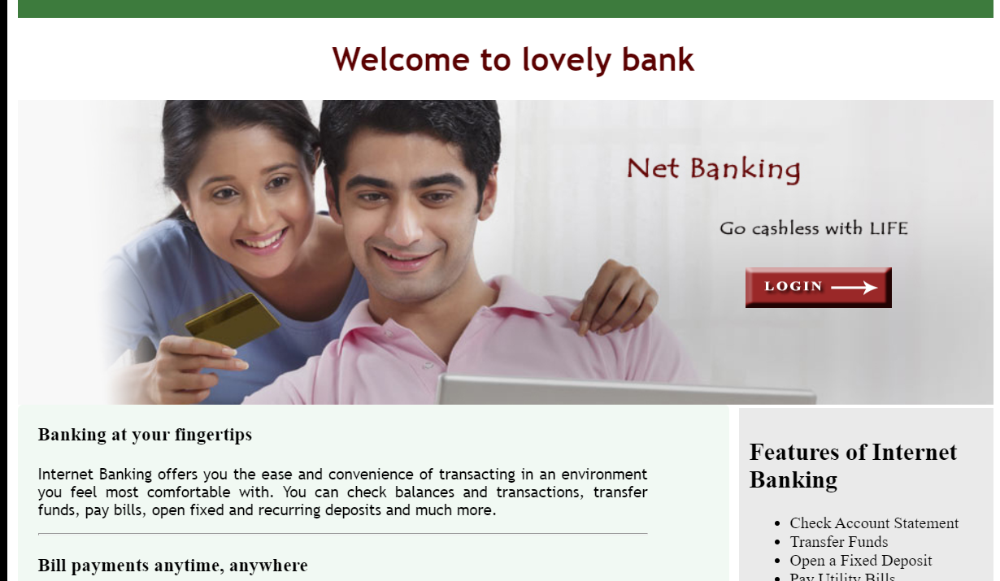 Welcome to lovely bank
Net Banking
Go cashless with LIFE
LOGIN
Banking at your fingertips
Internet Banking offers you the ease and convenience of transacting in an environment
you feel most comfortable with. You can check balances and transactions, transfer
funds, pay bills, open fixed and recurring deposits and much more.
Bill payments anytime, anywhere
Features of Internet
Banking
Check Account Statement
Transfer Funds
Open a Fixed Deposit
Pay Utility Bills